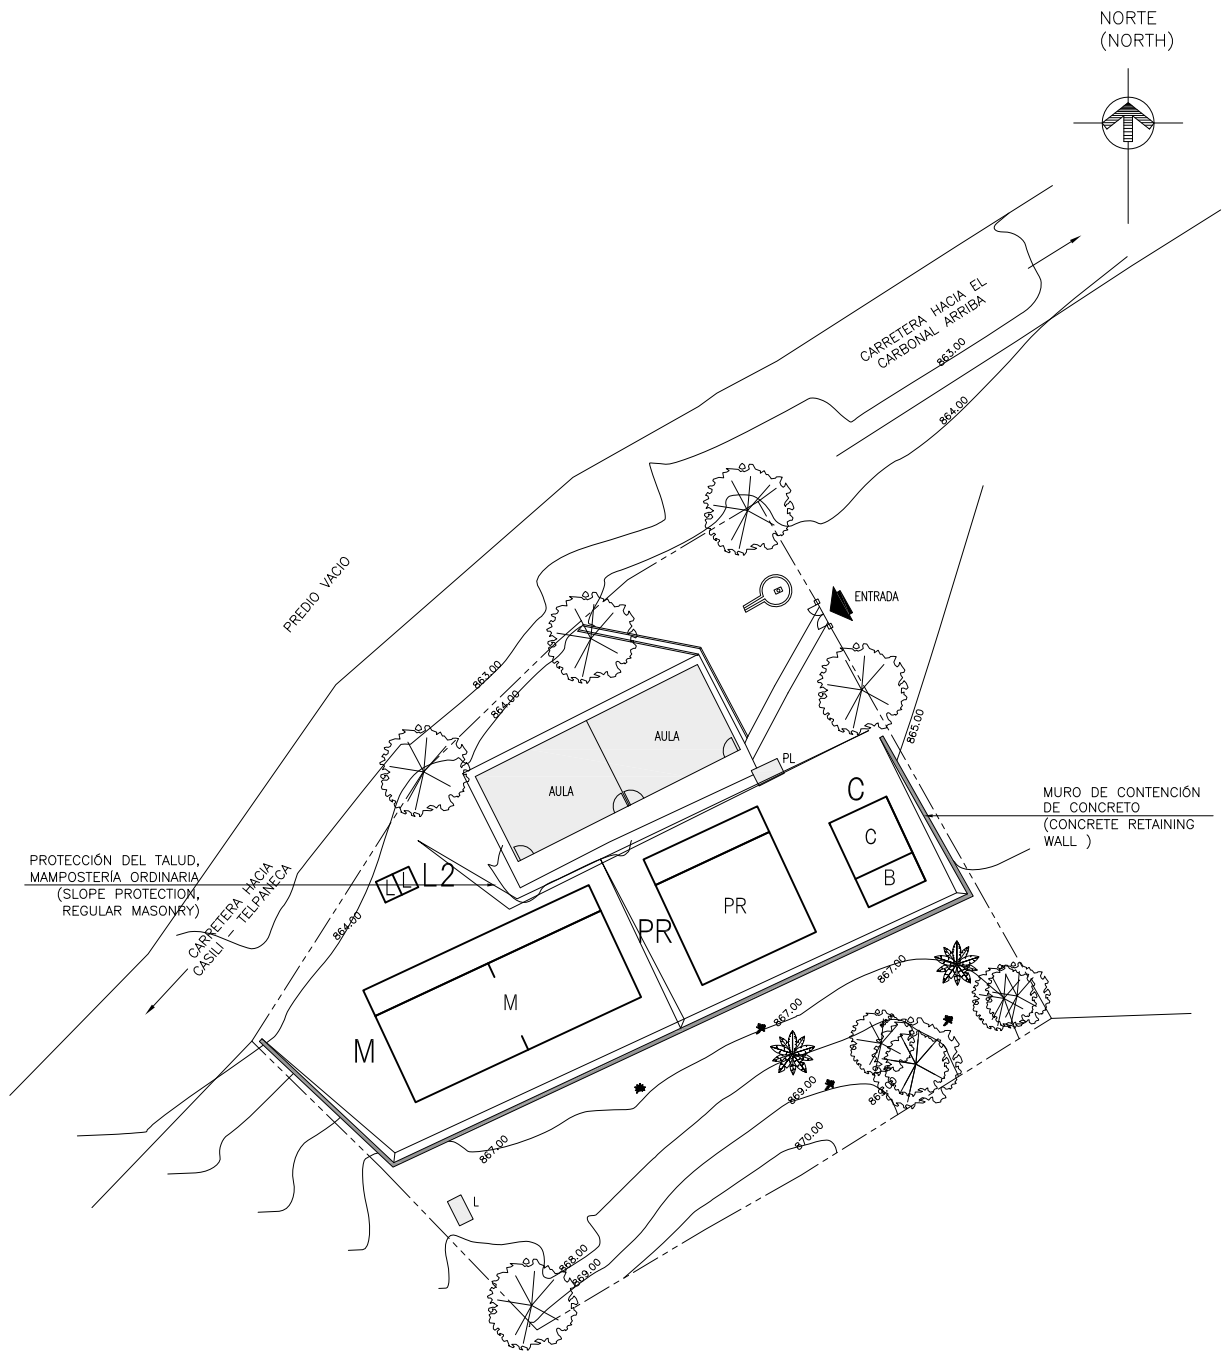 NORTE
(NORTH)
CARRETERA HACIA EL
CARBONAL ARRIBA
863.00
864.00
PREDIO VACIO
ENTRADA
863.00
864.00
865.00
AULA
AULA
PL
C
C
B
MURO DE CONTENCIÓN
DE CONCRETO
(CONCRETE RETAINING
WALL )
PROTECCIÓN DEL TALUD,
MAMPOSTERÍA ORDINARIA
(SLOPE PROTECTION,
REGULAR MASONRY)
L
L
L2
CARRETERA HACIA
CASILI - TELPANECA
864.00
PR
PR
M
M
867.00
867.00
867.00
869.00
869.00
870.00
L
868.00
869.00